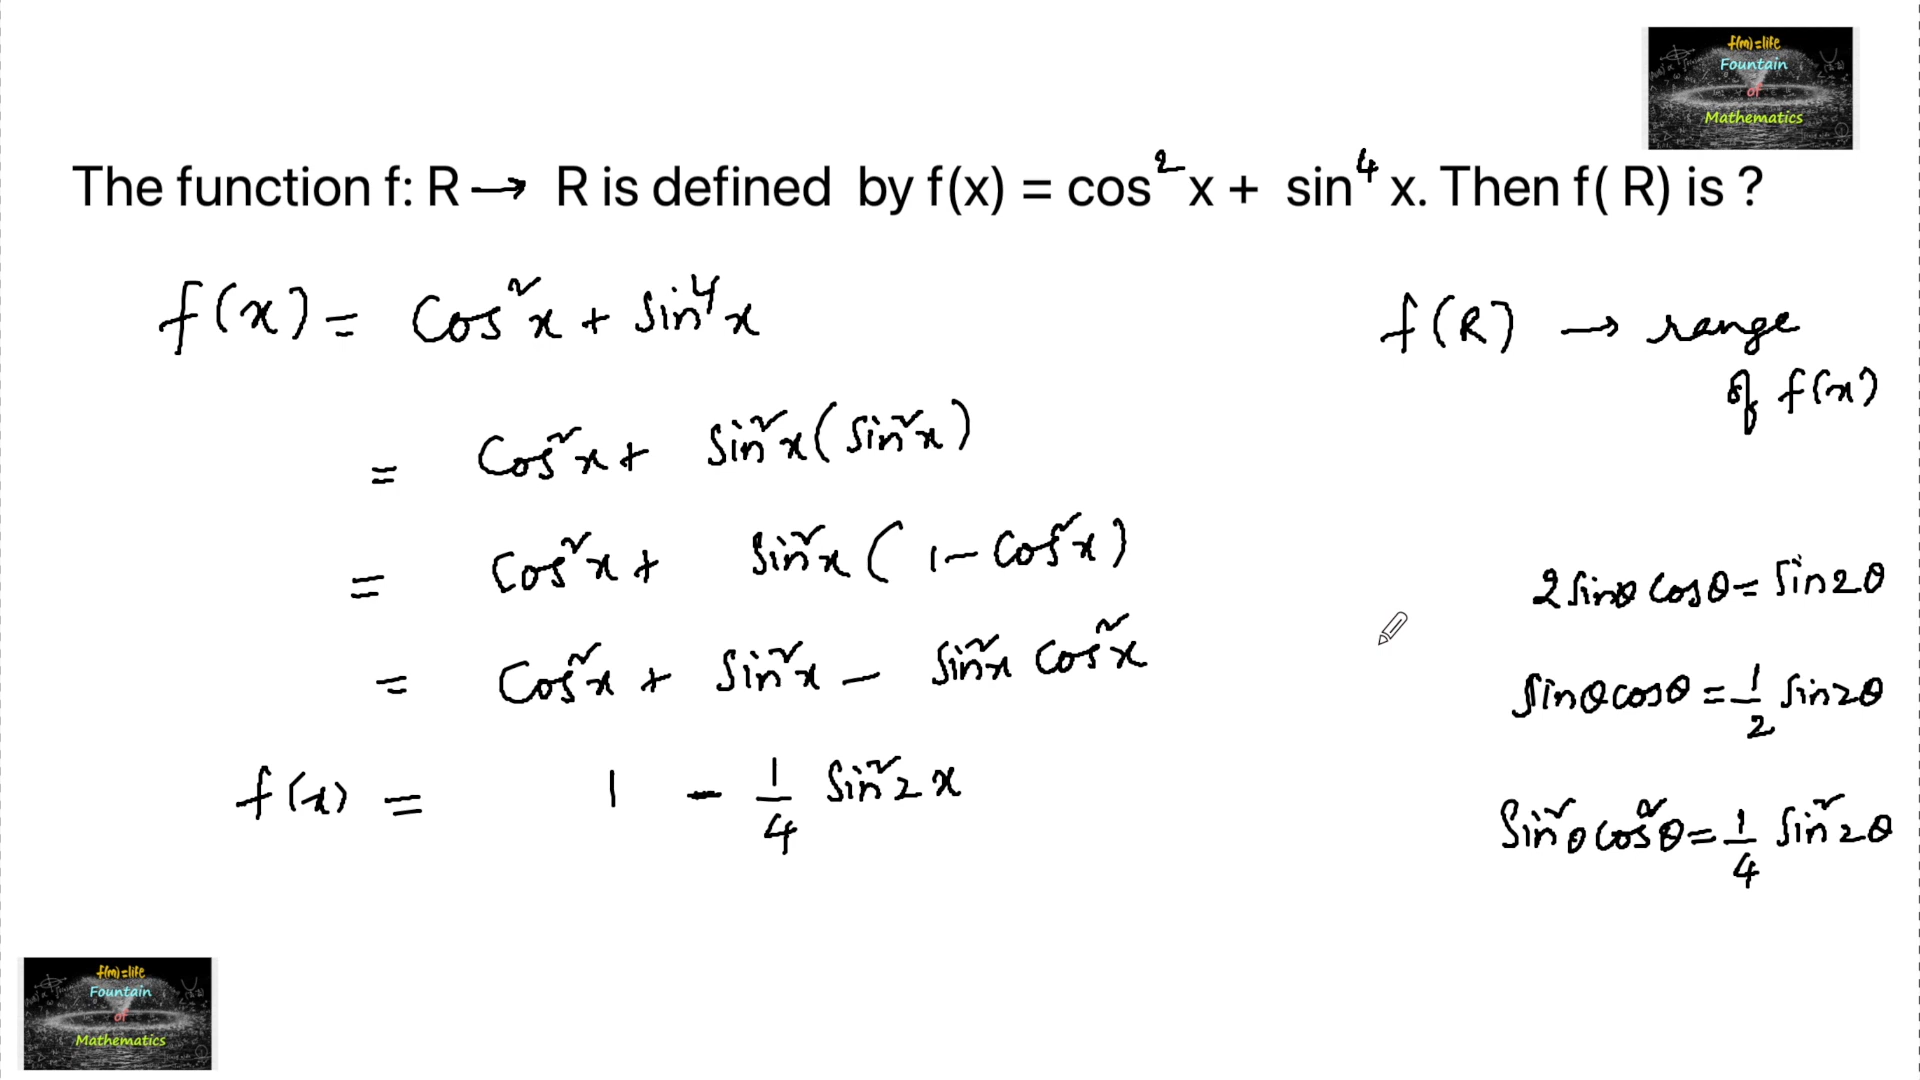 f(m)=life
Fountain
of
Mathematics
The function f: R → R is defined by f(x) = cos² x + sin⁴ x. Then f( R) is ?
f(x) = Cos²x + Sin⁴x
f(R) → range
of f(x)
= Cos²x + Sin²x (Sin²x)
= Cos²x + Sin²x ( 1 - Cos²x)
2 Sinθ Cosθ = Sin2θ
= Cos²x + Sin²x - Sin²x Cos²x
Sinθ cosθ = 1/2 Sin2θ
f(x) = 1 - 1/4 Sin²2x
Sin²θ Cos²θ = 1/4 Sin²2θ
f(m)=life
Fountain
of
Mathematics